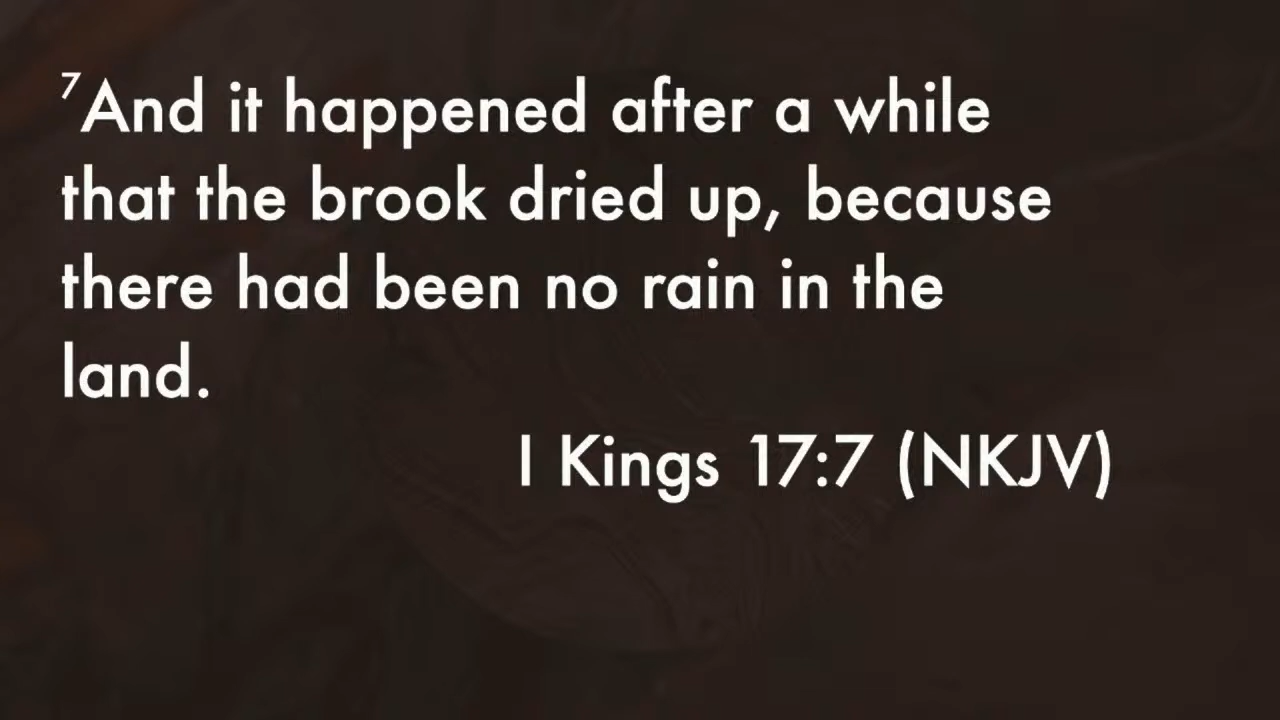 ⁷And it happened after a while
that the brook dried up, because
there had been no rain in the
land.
I Kings 17:7 (NKJV)